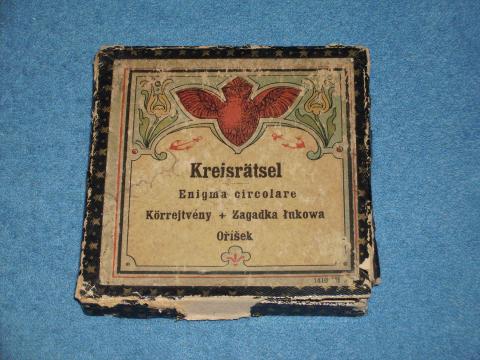 Kreisrätsel
Enigma circolare
Körrejtvény + Zagadka łukowa
Oříšek